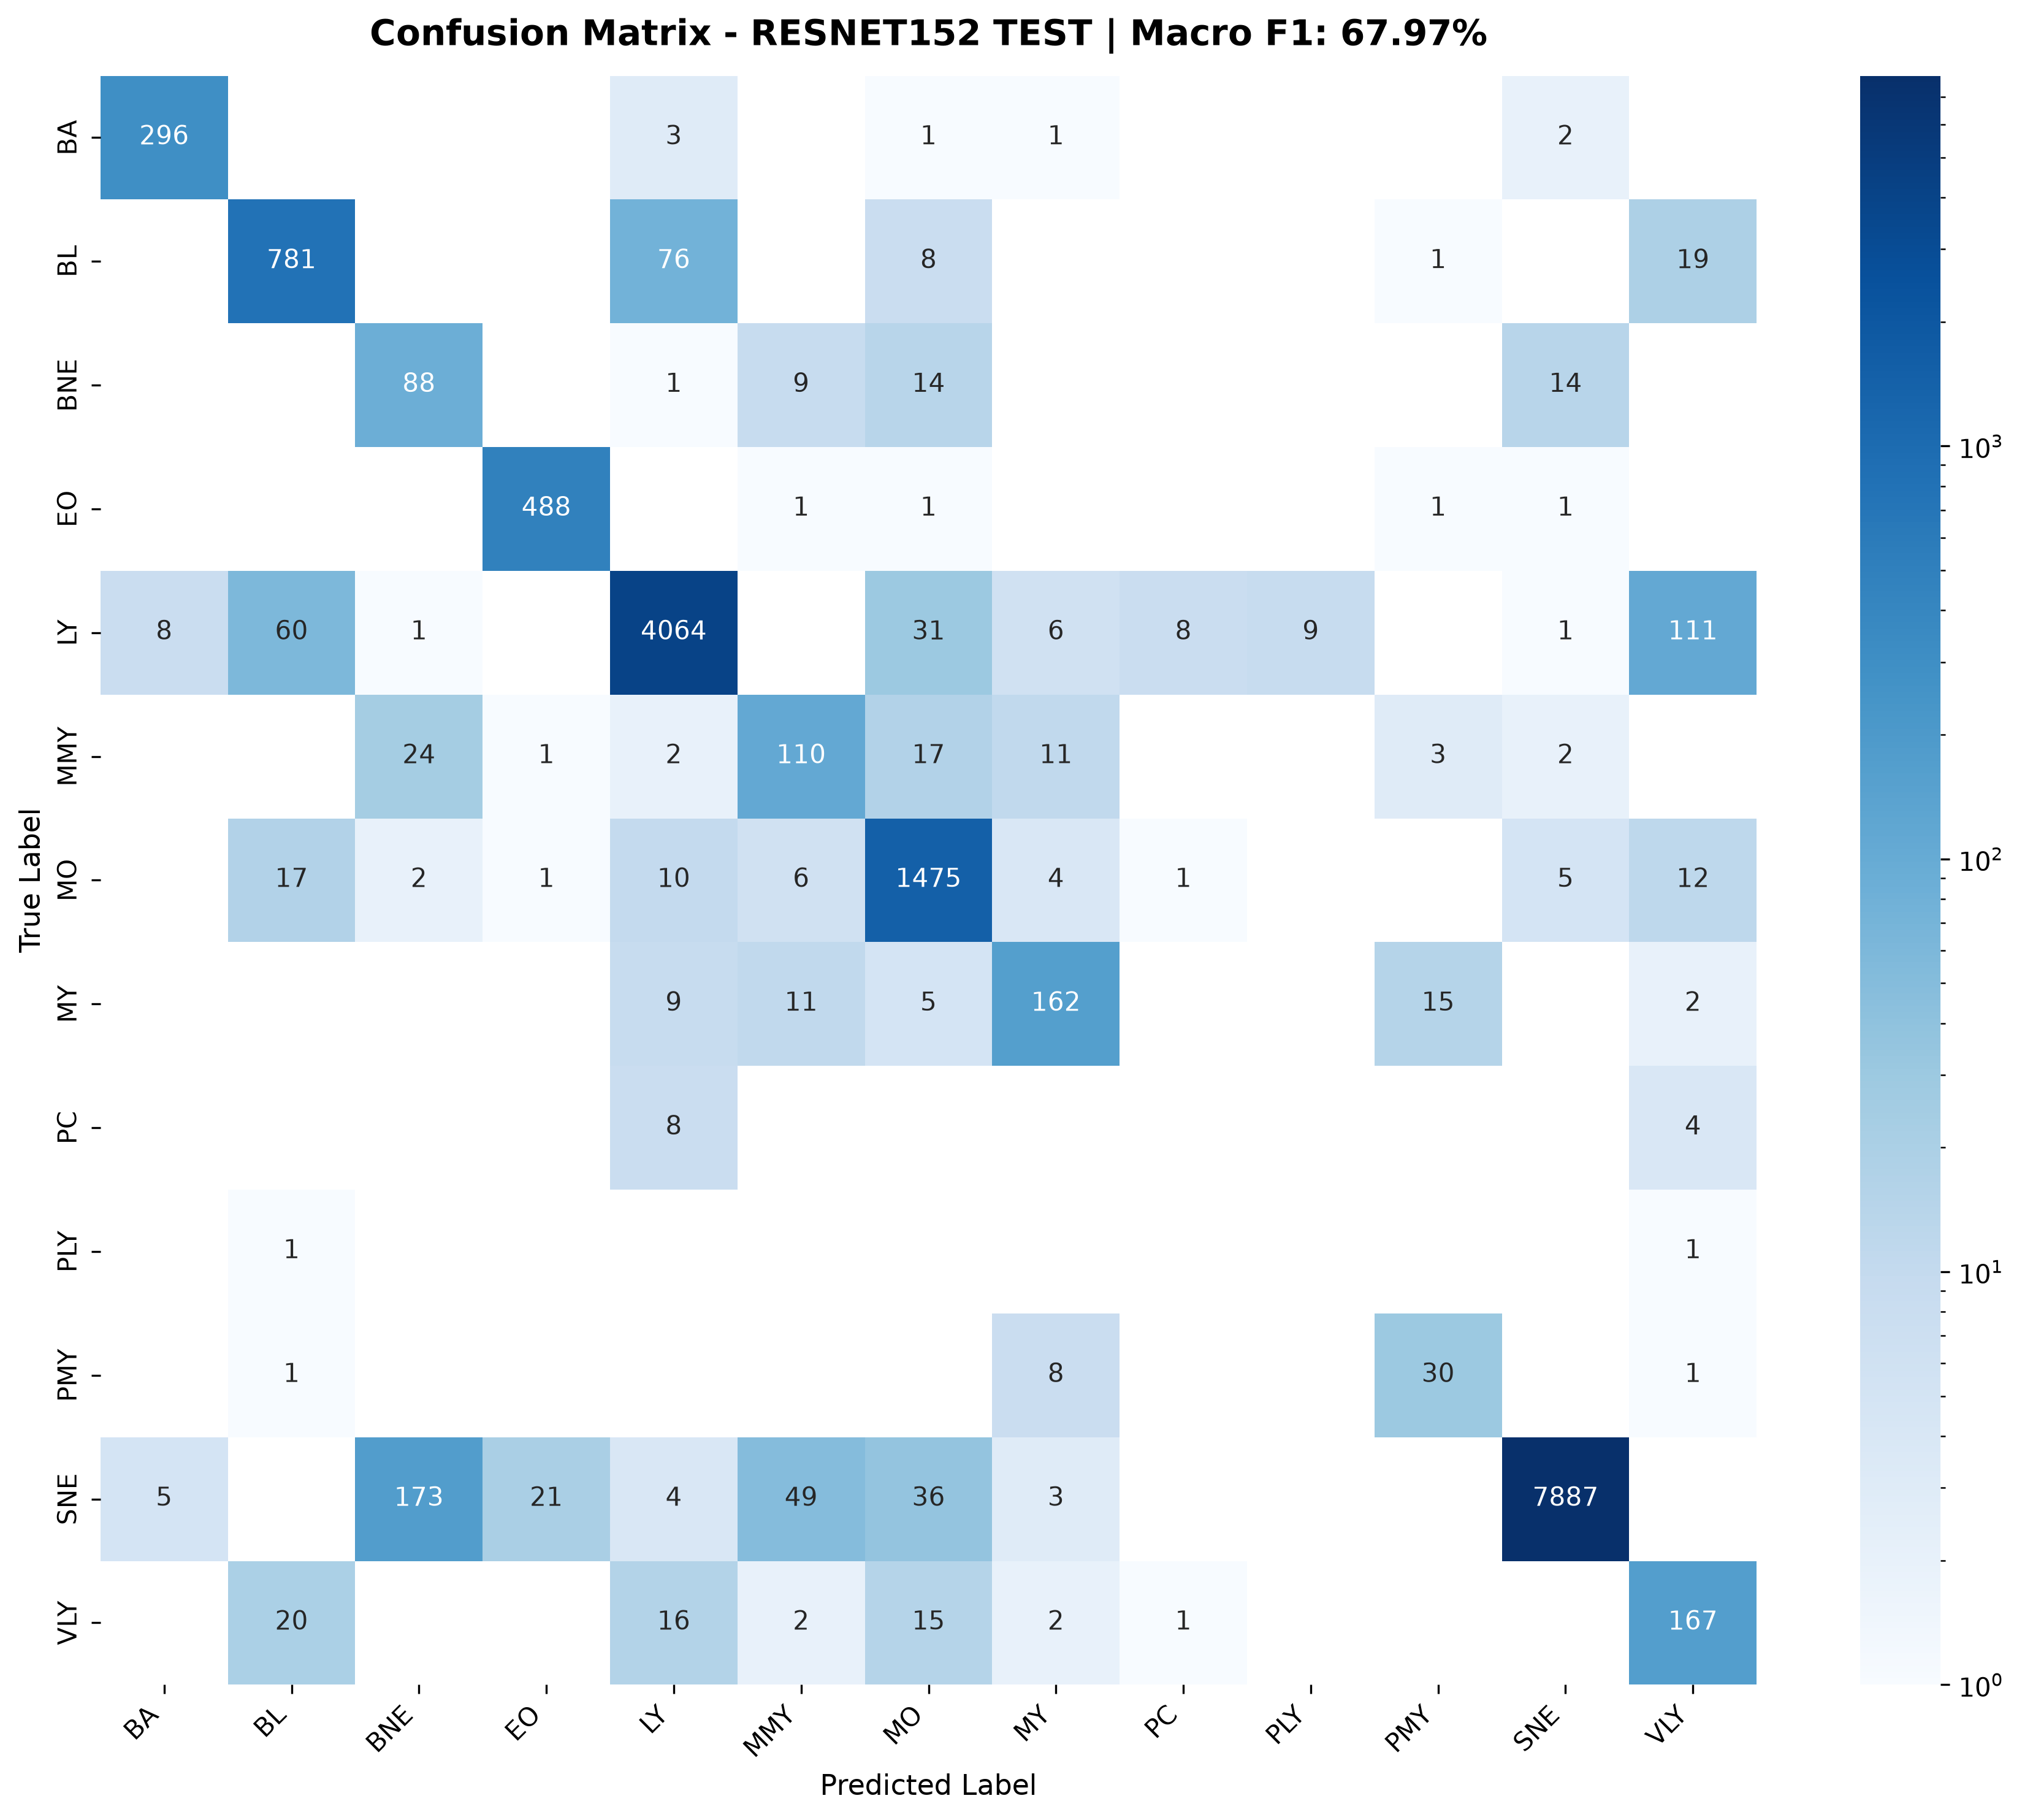 Confusion Matrix - RESNET152 TEST | Macro F1: 67.97%
True Label
BA 296 3 1 1 2
BL 781 76 8 1 19
BNE 88 1 9 14 14
EO 488 1 1 1 1
LY 8 60 1 4064 31 6 8 9 1 111
MMY 24 1 2 110 17 11 3 2
MO 17 2 1 10 6 1475 4 1 5 12
MY 9 11 5 162 15 2
PC 8 4
PLY 1 1
PMY 1 8 30 1
SNE 5 173 21 4 49 36 3 7887
VLY 20 16 2 15 2 1 167
BA BL BNE EO LY MMY MO MY PC PLY PMY SNE VLY
Predicted Label
10³
10²
10¹
10⁰